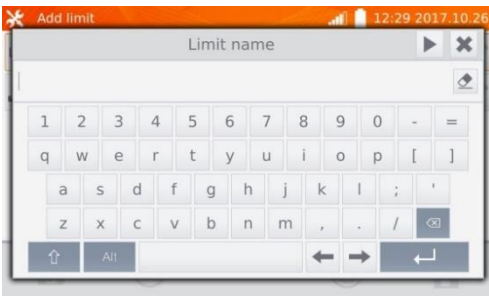 Add limit 12:29 2017.10.26
Limit name
1 2 3 4 5 6 7 8 9 0 - =
q w e r t y u i o p [ ]
a s d f g h j k l ; '
z x c v b n m , . /
Alt